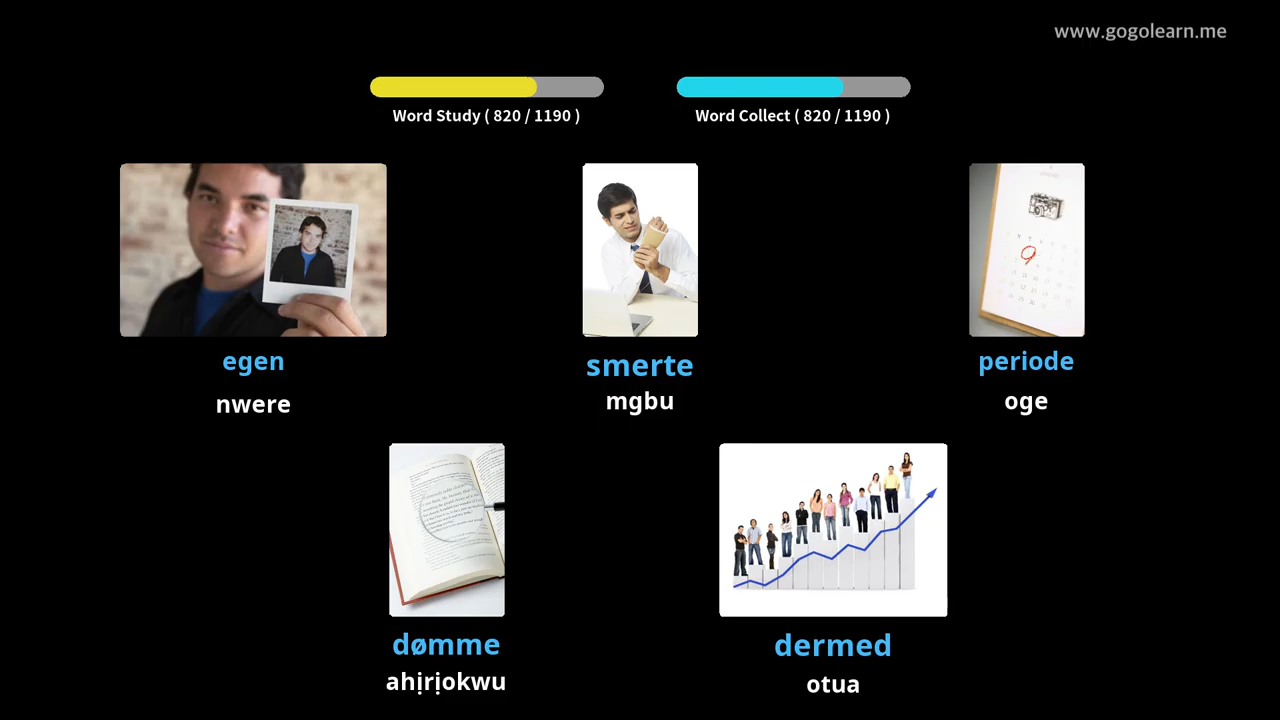 www.gogolearn.me
Word Study ( 820 / 1190 )
Word Collect ( 820 / 1190 )
egen
smerte
periode
nwere
mgbu
oge
dømme
dermed
ahịrịokwu
otua